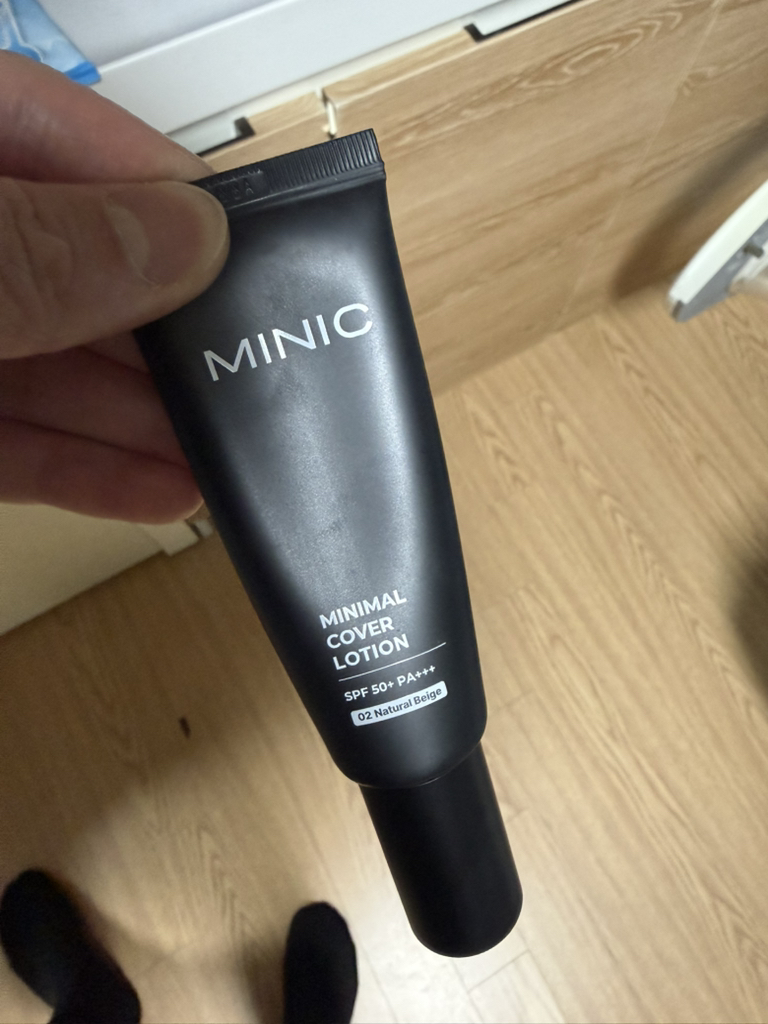 MINIC
MINIMAL
COVER
LOTION
SPF 50+ PA+++
02 Natural Beige